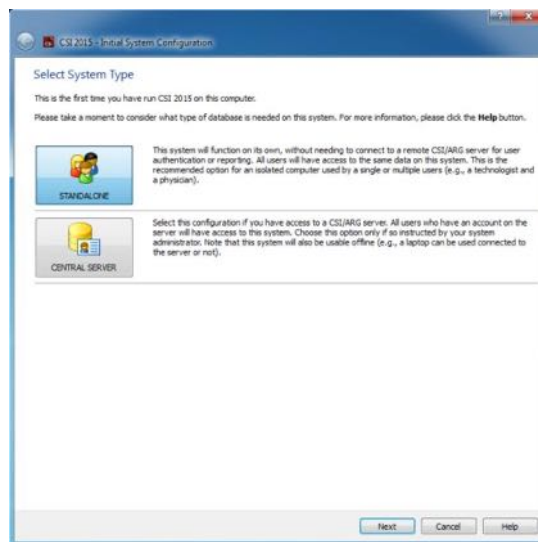 CSI 2015 - Initial System Configuration
Select System Type
This is the first time you have run CSI 2015 on this computer.
Please take a moment to consider what type of database is needed on this system. For more information, please click the Help button.
STANDALONE
This system will function on its own, without needing to connect to a remote CSI/ARG server for user
authentication or reporting. All users will have access to the same data on this system. This is the
recommended option for an isolated computer used by a single or multiple users (e.g., a technologist and
a physician).
CENTRAL SERVER
Select this configuration if you have access to a CSI/ARG server. All users who have an account on the
server will have access to this system. Choose this option only if so instructed by your system
administrator. Note that this system will also be usable offline (e.g., a laptop can be used connected to
the server or not).
Next
Cancel
Help